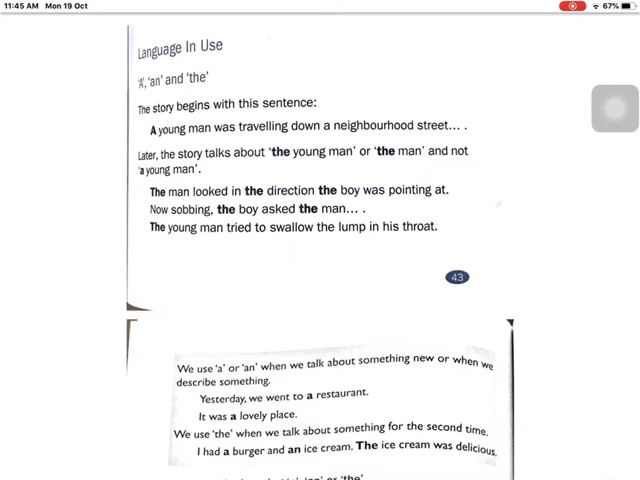 11:45 AM Mon 19 Oct
67%
Language In Use
'A', 'an' and 'the'
The story begins with this sentence:
A young man was travelling down a neighbourhood street… .
Later, the story talks about 'the young man' or 'the man' and not
'a young man'.
The man looked in the direction the boy was pointing at.
Now sobbing, the boy asked the man… .
The young man tried to swallow the lump in his throat.
43
We use 'a' or 'an' when we talk about something new or when we
describe something.
Yesterday, we went to a restaurant.
It was a lovely place.
We use 'the' when we talk about something for the second time.
I had a burger and an ice cream. The ice cream was delicious.
or 'the'